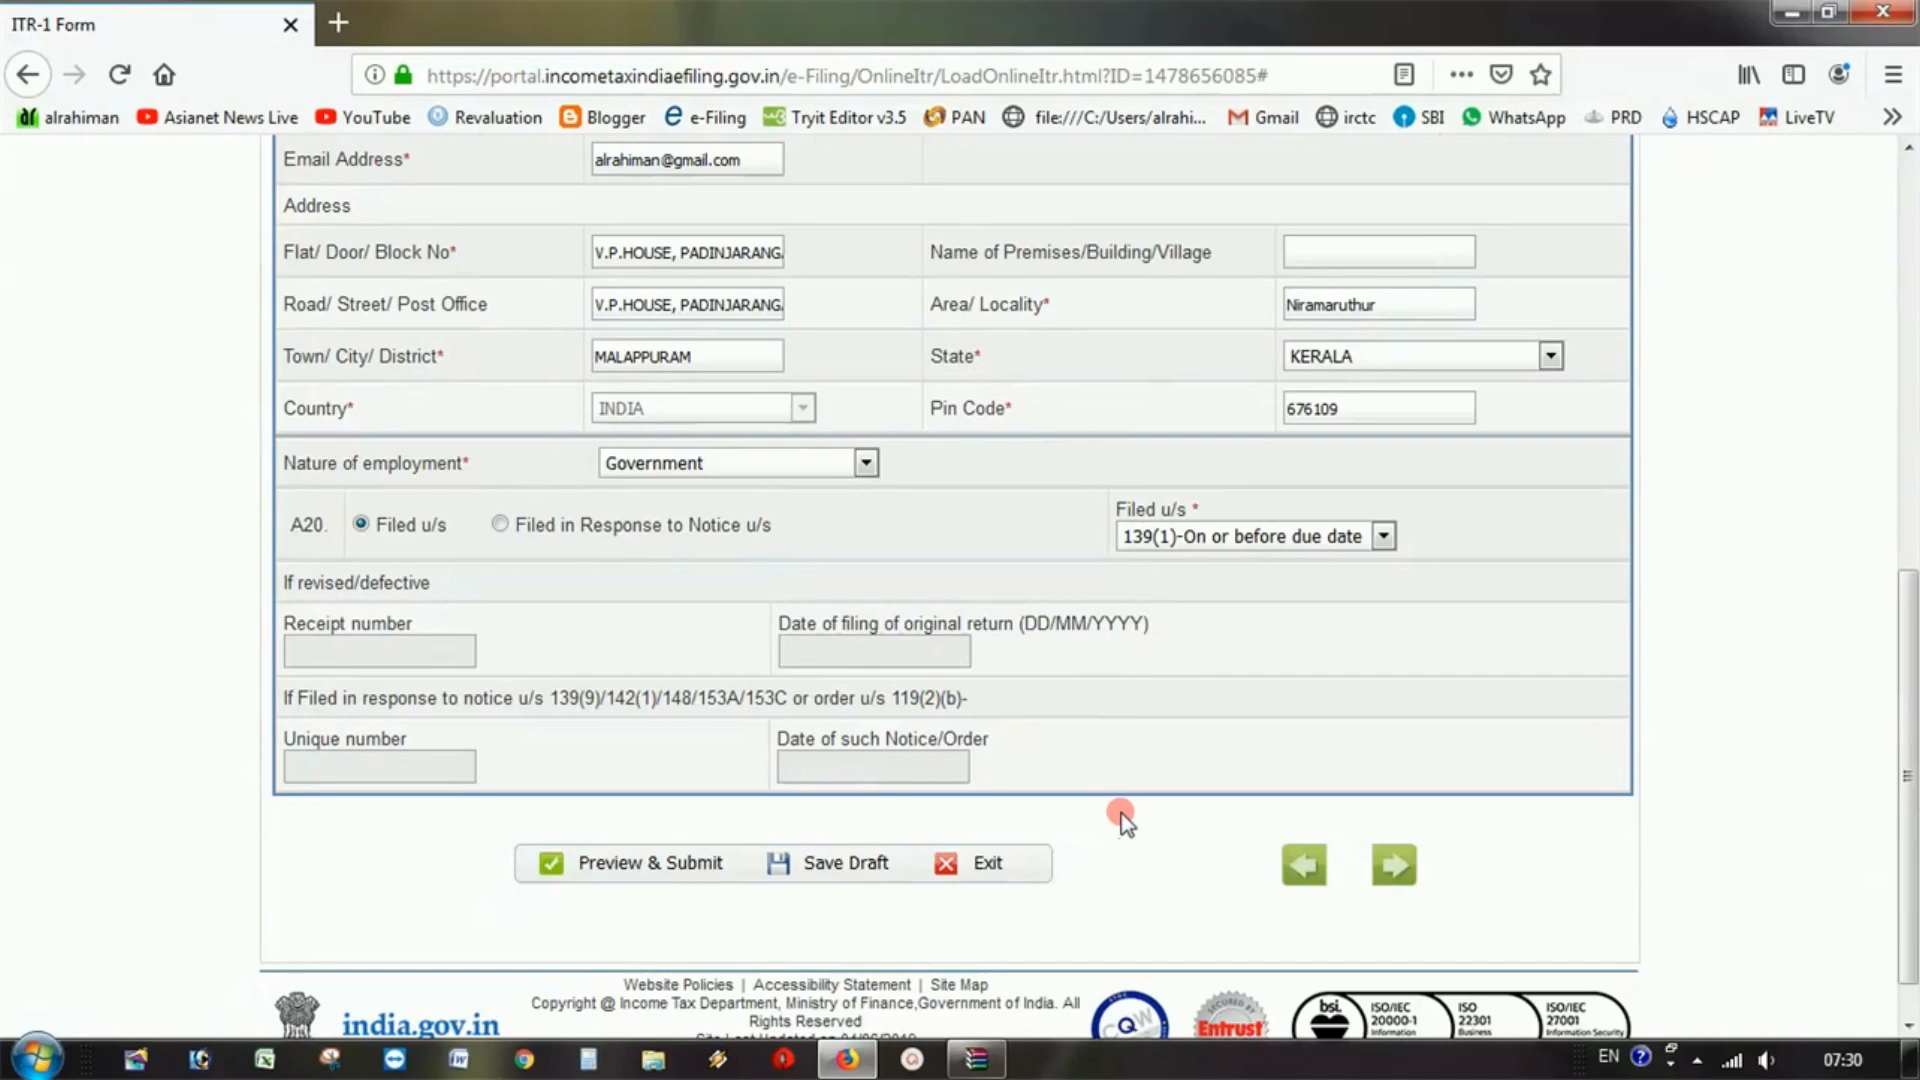 ITR-1 Form
https://portal.incometaxindiaefiling.gov.in/e-Filing/OnlineItr/LoadOnlineItr.html?ID=1478656085#
alrahiman Asianet News Live YouTube Revaluation Blogger e-Filing Tryit Editor v3.5 PAN file:///C:/Users/alrahi... Gmail irctc SBI WhatsApp PRD HSCAP LiveTV
Email Address* alrahiman@gmail.com
Address
Flat/ Door/ Block No* V.P.HOUSE, PADINJARANG Name of Premises/Building/Village
Road/ Street/ Post Office V.P.HOUSE, PADINJARANG Area/ Locality* Niramaruthur
Town/ City/ District* MALAPPURAM State* KERALA
Country* INDIA Pin Code* 676109
Nature of employment* Government
Filed u/s *
A20. Filed u/s Filed in Response to Notice u/s 139(1)-On or before due date
If revised/defective
Receipt number Date of filing of original return (DD/MM/YYYY)
If Filed in response to notice u/s 139(9)/142(1)/148/153A/153C or order u/s 119(2)(b)-
Unique number Date of such Notice/Order
Preview & Submit Save Draft Exit
Website Policies | Accessibility Statement | Site Map
Copyright @ Income Tax Department, Ministry of Finance,Government of India. All
Rights Reserved
india.gov.in
CQW
SECURED BY
Entrust
bsi. ISO/IEC 20000-1 Information
ISO 22301 Business
ISO/IEC 27001 Information Security
EN 07:30